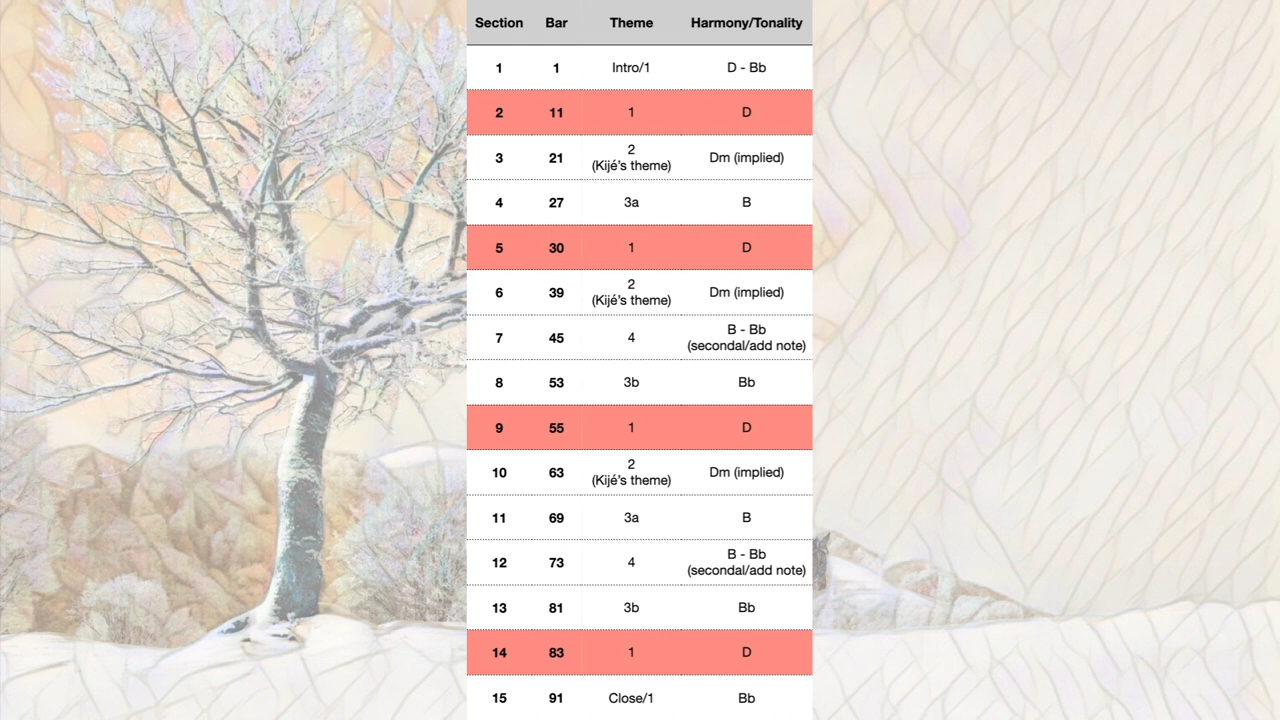 Section Bar Theme Harmony/Tonality
1 1 Intro/1 D - Bb
2 11 1 D
3 21 2 (Kijé’s theme) Dm (implied)
4 27 3a B
5 30 1 D
6 39 2 (Kijé’s theme) Dm (implied)
7 45 4 B - Bb (secondal/add note)
8 53 3b Bb
9 55 1 D
10 63 2 (Kijé’s theme) Dm (implied)
11 69 3a B
12 73 4 B - Bb (secondal/add note)
13 81 3b Bb
14 83 1 D
15 91 Close/1 Bb